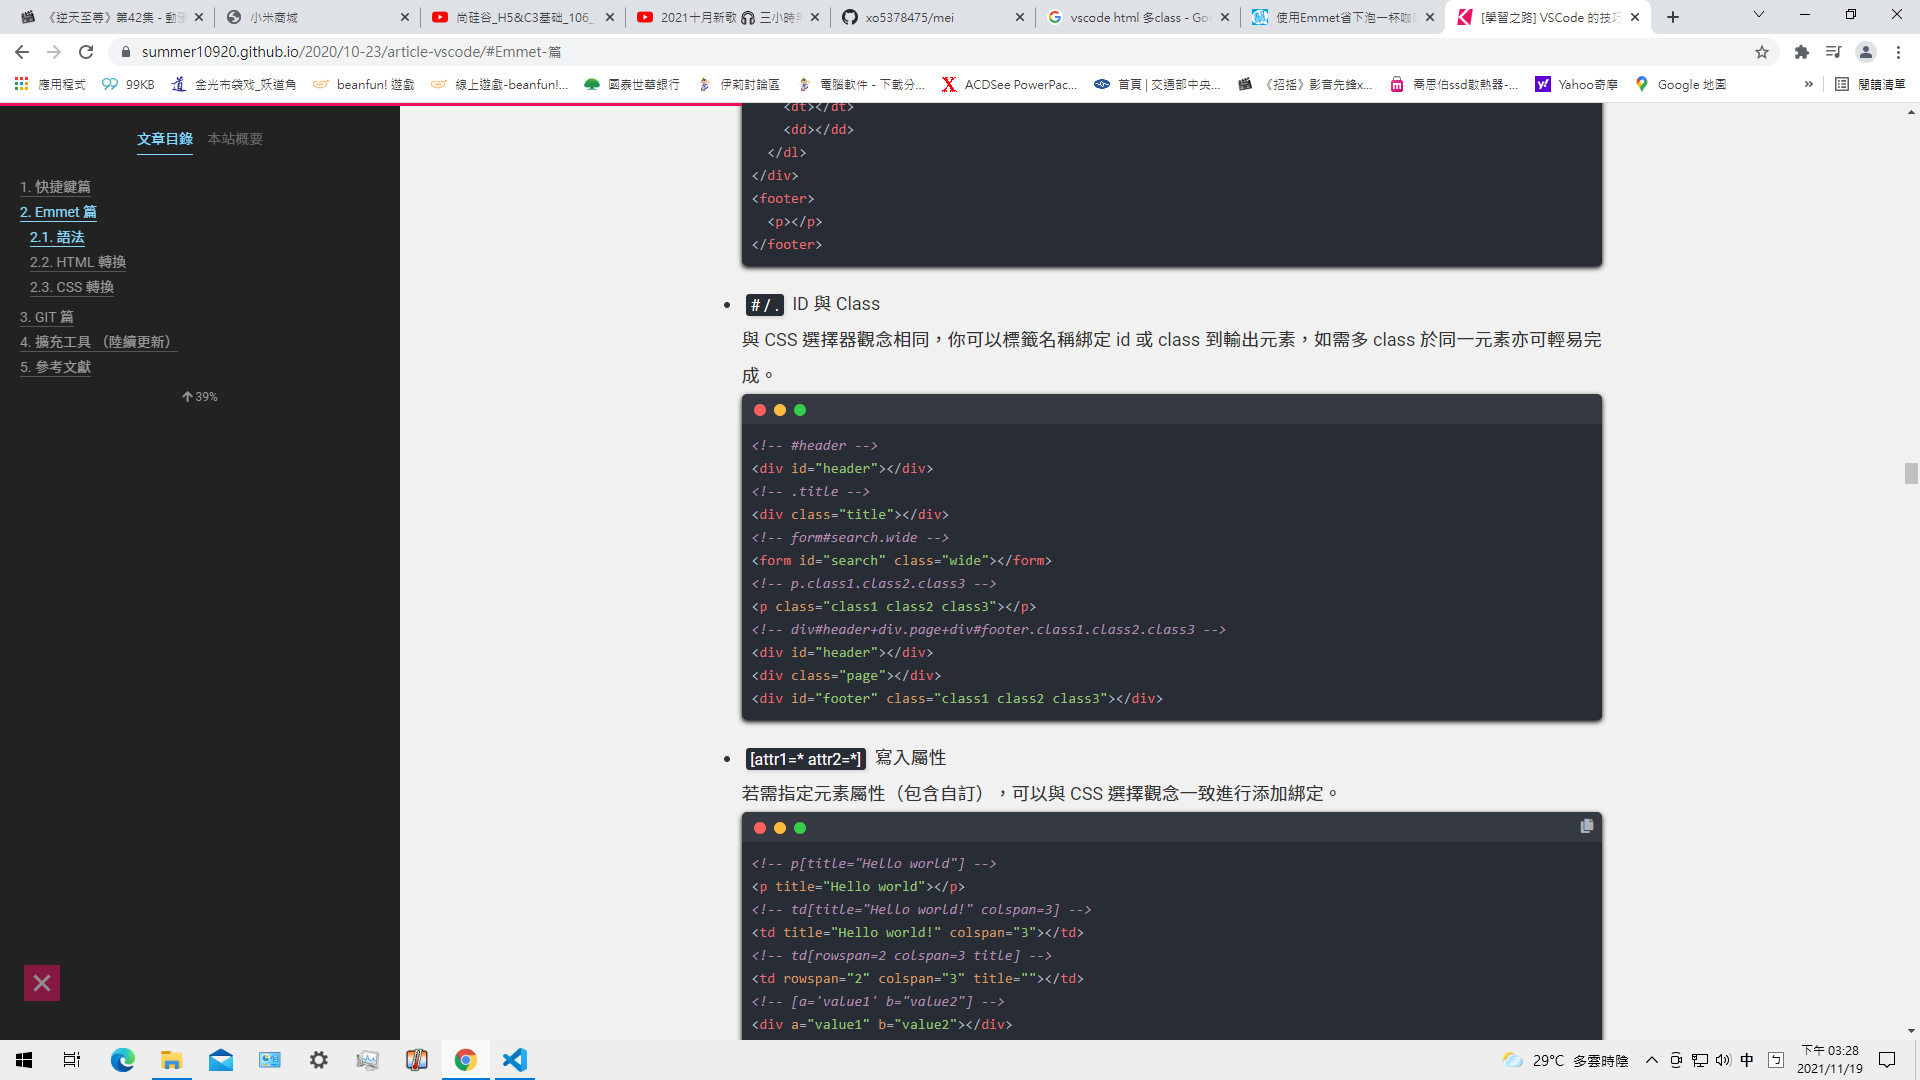 《逆天至尊》第42集 - 動漫
小米商城
尚硅谷_H5&C3基础_106_
2021十月新歌 🎧 三小時
xo5378475/mei
vscode html 多class - Goo
使用Emmet省下泡一杯咖
[學習之路] VSCode 的技巧
summer10920.github.io/2020/10-23/article-vscode/#Emmet-篇
應用程式
99KB
金光布袋戏_妖道角
beanfun! 遊戲
線上遊戲-beanfun!...
國泰世華銀行
伊莉討論區
電腦軟件 - 下載分...
ACDSee PowerPac...
首頁 | 交通部中央...
《招摇》影音先鋒x...
喬思伯ssd散熱器-...
Yahoo奇摩
Google 地圖
»
閱讀清單
文章目錄 本站概要
1. 快捷鍵篇
2. Emmet 篇
2.1. 語法
2.2. HTML 轉換
2.3. CSS 轉換
3. GIT 篇
4. 擴充工具 （陸續更新）
5. 參考文獻
39%
<dt></dt>
<dd></dd>
</dl>
</div>
<footer>
<p></p>
</footer>
• # / . ID 與 Class
與 CSS 選擇器觀念相同，你可以標籤名稱綁定 id 或 class 到輸出元素，如需多 class 於同一元素亦可輕易完
成。
<!-- #header -->
<div id="header"></div>
<!-- .title -->
<div class="title"></div>
<!-- form#search.wide -->
<form id="search" class="wide"></form>
<!-- p.class1.class2.class3 -->
<p class="class1 class2 class3"></p>
<!-- div#header+div.page+div#footer.class1.class2.class3 -->
<div id="header"></div>
<div class="page"></div>
<div id="footer" class="class1 class2 class3"></div>
• [attr1=* attr2=*] 寫入屬性
若需指定元素屬性（包含自訂），可以與 CSS 選擇觀念一致進行添加綁定。
<!-- p[title="Hello world"] -->
<p title="Hello world"></p>
<!-- td[title="Hello world!" colspan=3] -->
<td title="Hello world!" colspan="3"></td>
<!-- td[rowspan=2 colspan=3 title] -->
<td rowspan="2" colspan="3" title=""></td>
<!-- [a='value1' b="value2"] -->
<div a="value1" b="value2"></div>
29°C 多雲時陰
中
下午 03:28
2021/11/19